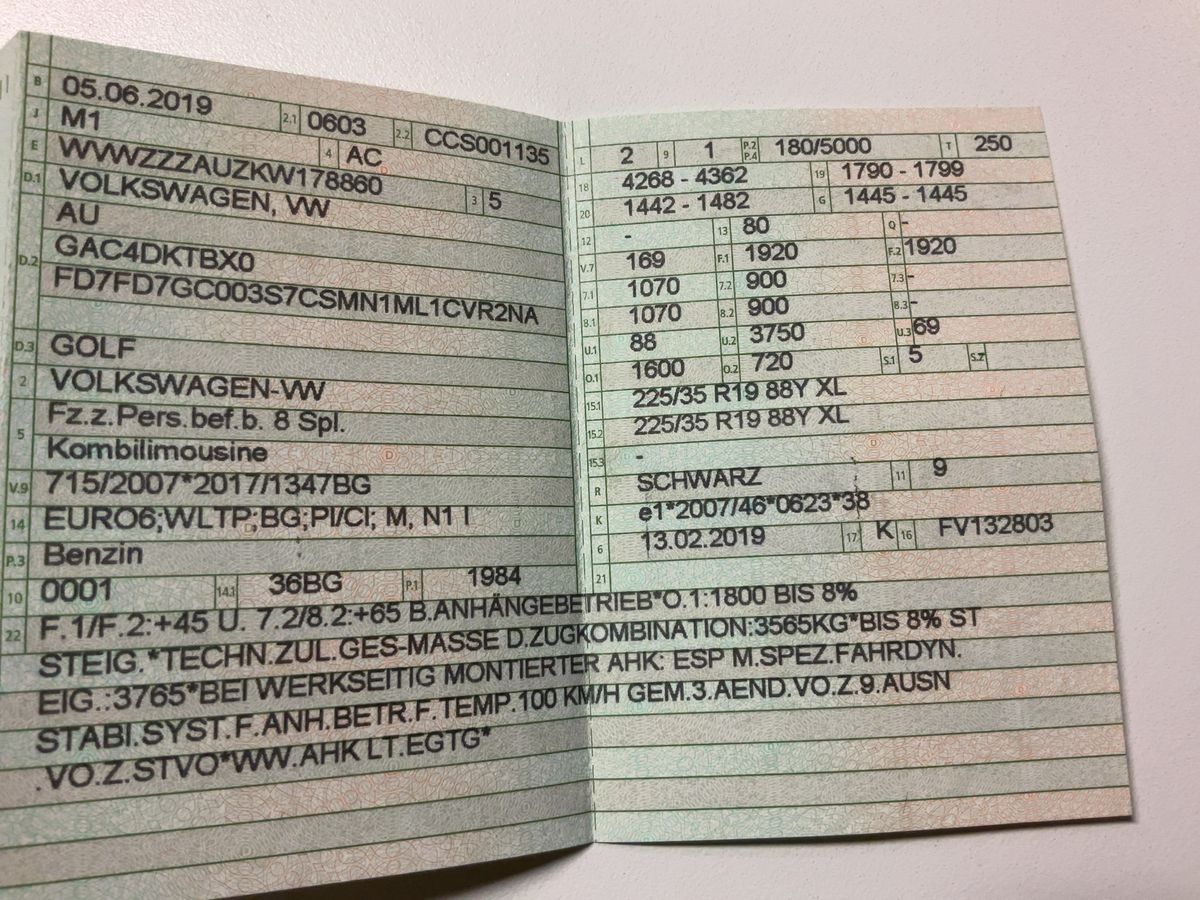 B 05.06.2019 2.1 0603 2.2 CCS001135
J M1 4 AC
E WVWZZZAUZKW178860 3 5
D.1 VOLKSWAGEN, VW
D.2 AU
GAC4DKTBX0
FD7FD7GC003S7CSMN1ML1CVR2NA
D.3 GOLF
2 VOLKSWAGEN-VW
5 Fz.z.Pers.bef.b. 8 Spl.
Kombilimousine
V.9 715/2007*2017/1347BG
14 EURO6;WLTP;BG;PI/CI; M, N1 I
P.3 Benzin
10 0001 14.1 36BG P.1 1984
L 2 9 1 P.2 P.4 180/5000 T 250
18 4268 - 4362 19 1790 - 1799
20 1442 - 1482 G 1445 - 1445
12 - 13 80 Q -
V.7 169 F.1 1920 F.2 1920
7.1 1070 7.2 900 7.3 -
8.1 1070 8.2 900 8.3 -
U.1 88 U.2 3750 U.3 69
O.1 1600 O.2 720 S.1 5 S.2
15.1 225/35 R19 88Y XL
15.2 225/35 R19 88Y XL
15.3 -
R SCHWARZ 11 9
K e1*2007/46*0623*38
6 13.02.2019 17 K 16 FV132803
21
22 F.1/F.2:+45 U. 7.2/8.2:+65 B.ANHÄNGEBETRIEB*O.1:1800 BIS 8%
STEIG.*TECHN.ZUL.GES-MASSE D.ZUGKOMBINATION:3565KG*BIS 8% ST
EIG.:3765*BEI WERKSEITIG MONTIERTER AHK: ESP M.SPEZ.FAHRDYN.
STABI.SYST.F.ANH.BETR.F.TEMP.100 KM/H GEM.3.AEND.VO.Z.9.AUSN
.VO.Z.STVO*WW.AHK LT.EGTG*